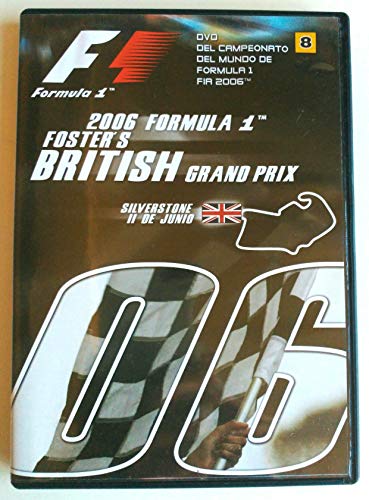 F1
Formula 1™
DVD
DEL CAMPEONATO
DEL MUNDO DE
FORMULA 1
FIA 2006™
8
2006 FORMULA 1™
FOSTER'S
BRITISH GRAND PRIX
SILVERSTONE
11 DE JUNIO
06